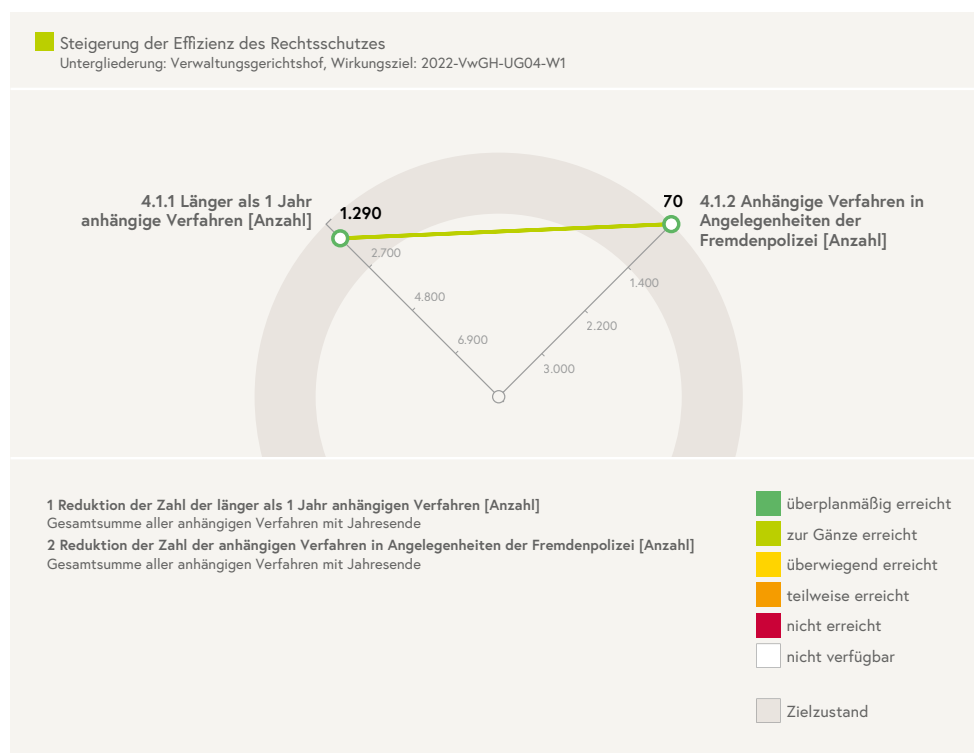 Steigerung der Effizienz des Rechtsschutzes
Untergliederung: Verwaltungsgerichtshof, Wirkungsziel: 2022-VwGH-UG04-W1
4.1.1 Länger als 1 Jahr
anhängige Verfahren [Anzahl]
1.290
2.700
4.800
6.900
70
4.1.2 Anhängige Verfahren in
Angelegenheiten der
Fremdenpolizei [Anzahl]
1.400
2.200
3.000
1 Reduktion der Zahl der länger als 1 Jahr anhängigen Verfahren [Anzahl]
Gesamtsumme aller anhängigen Verfahren mit Jahresende
2 Reduktion der Zahl der anhängigen Verfahren in Angelegenheiten der Fremdenpolizei [Anzahl]
Gesamtsumme aller anhängigen Verfahren mit Jahresende
überplanmäßig erreicht
zur Gänze erreicht
überwiegend erreicht
teilweise erreicht
nicht erreicht
nicht verfügbar
Zielzustand